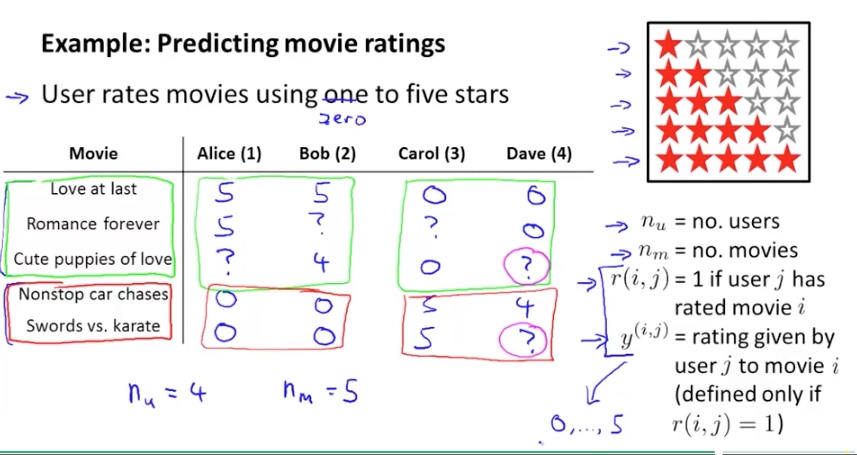 Example: Predicting movie ratings
→ User rates movies using one to five stars
zero
Movie Alice (1) Bob (2) Carol (3) Dave (4)
Love at last 5 5 0 0
Romance forever 5 ? ? 0
Cute puppies of love ? 4 0 ?
Nonstop car chases 0 0 5 4
Swords vs. karate 0 0 5 ?
n_u = 4 n_m = 5
→ n_u = no. users
→ n_m = no. movies
→ r(i, j) = 1 if user j has
rated movie i
→ y^(i,j) = rating given by
user j to movie i
(defined only if
r(i, j) = 1)
0, ..., 5